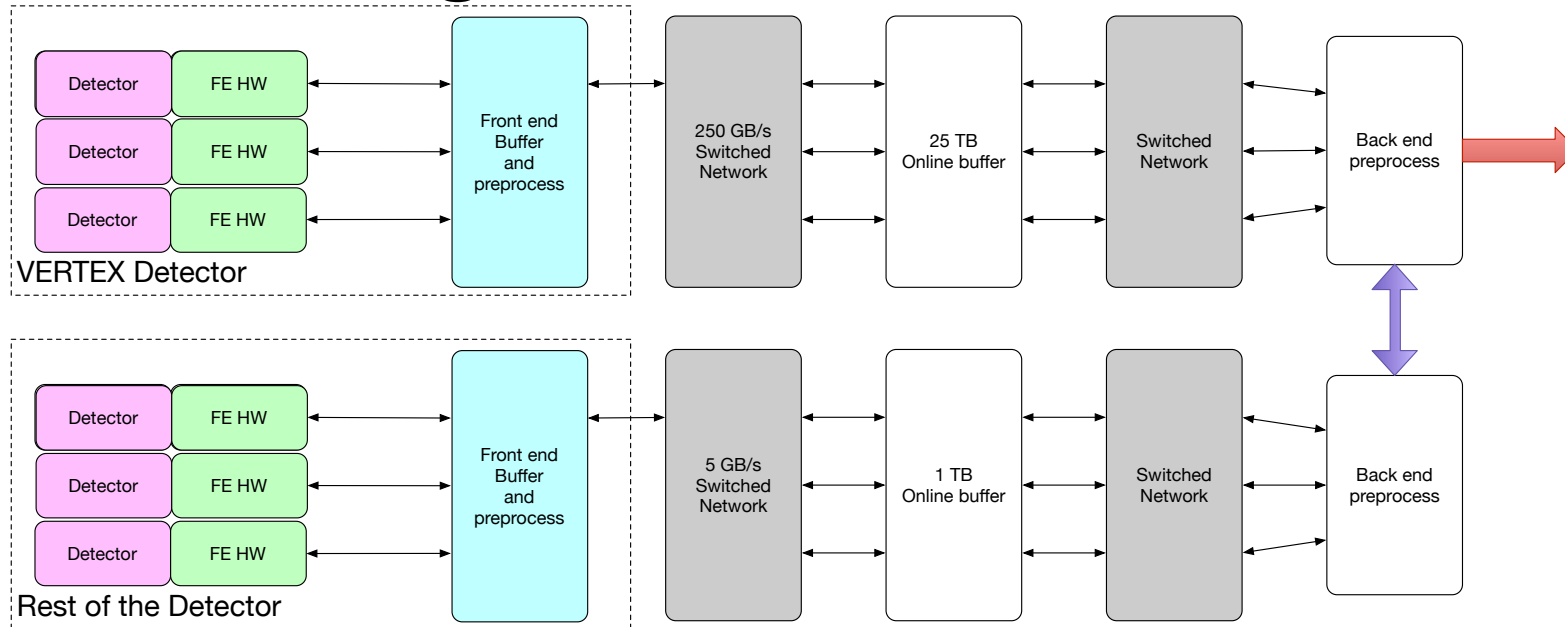 Detector
FE HW
Detector
FE HW
Detector
FE HW
VERTEX Detector
Front end
Buffer
and
preprocess
250 GB/s
Switched
Network
25 TB
Online buffer
Switched
Network
Back end
preprocess
Detector
FE HW
Detector
FE HW
Detector
FE HW
Rest of the Detector
Front end
Buffer
and
preprocess
5 GB/s
Switched
Network
1 TB
Online buffer
Switched
Network
Back end
preprocess